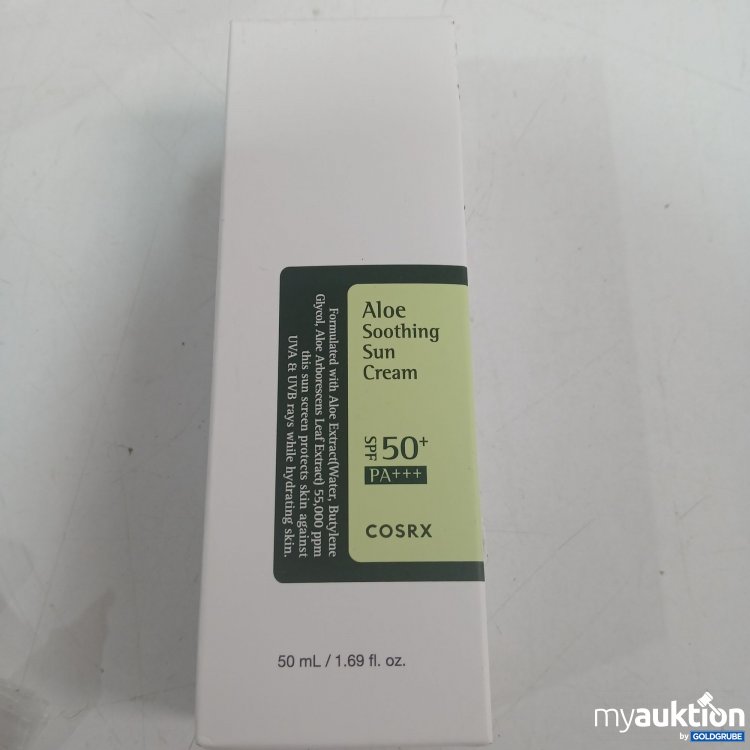 Aloe
Soothing
Sun
Cream
SPF 50+
PA+++
COSRX
Formulated with Aloe Extract(Water, Butylene
Glycol, Aloe Arborescens Leaf Extract) 55,000 ppm
this sun screen protects skin against
UVA & UVB rays while hydrating skin.
50 mL / 1.69 fl. oz.
myauktion
by GOLDGRUBE